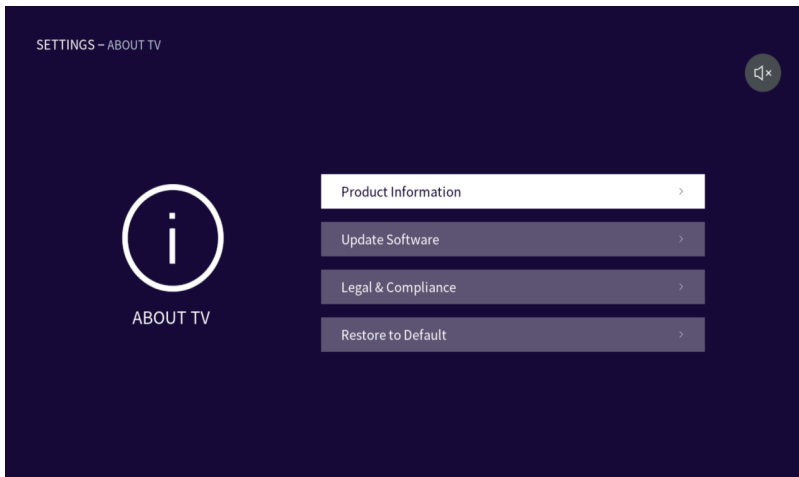 SETTINGS – ABOUT TV
Product Information
Update Software
Legal & Compliance
Restore to Default
ABOUT TV